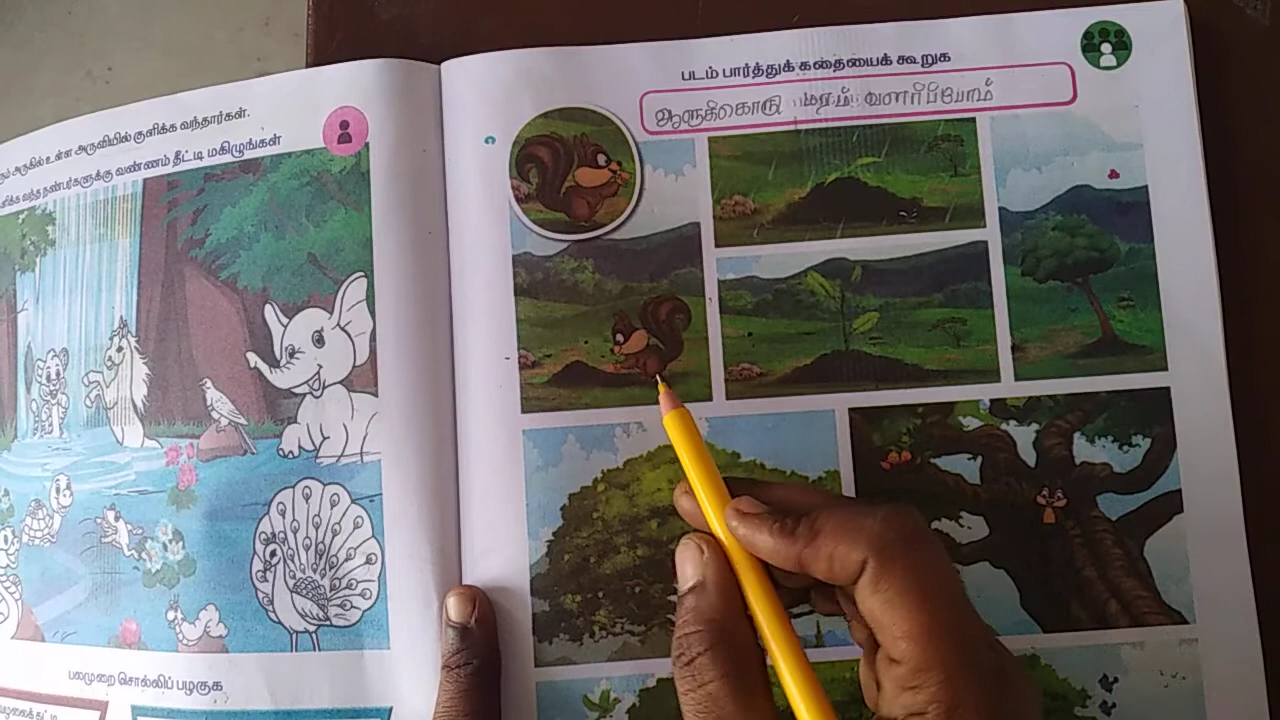 அருகில் உள்ள அருவியில் குளிக்க வந்தார்கள்.
வந்த நண்பர்களுக்கு வண்ணம் தீட்டி மகிழுங்கள்
பலமுறை சொல்லிப் பழகுக
படம் பார்த்துக் கதையைக் கூறுக
ஆளுக்கொரு மரம் வளர்ப்போம்